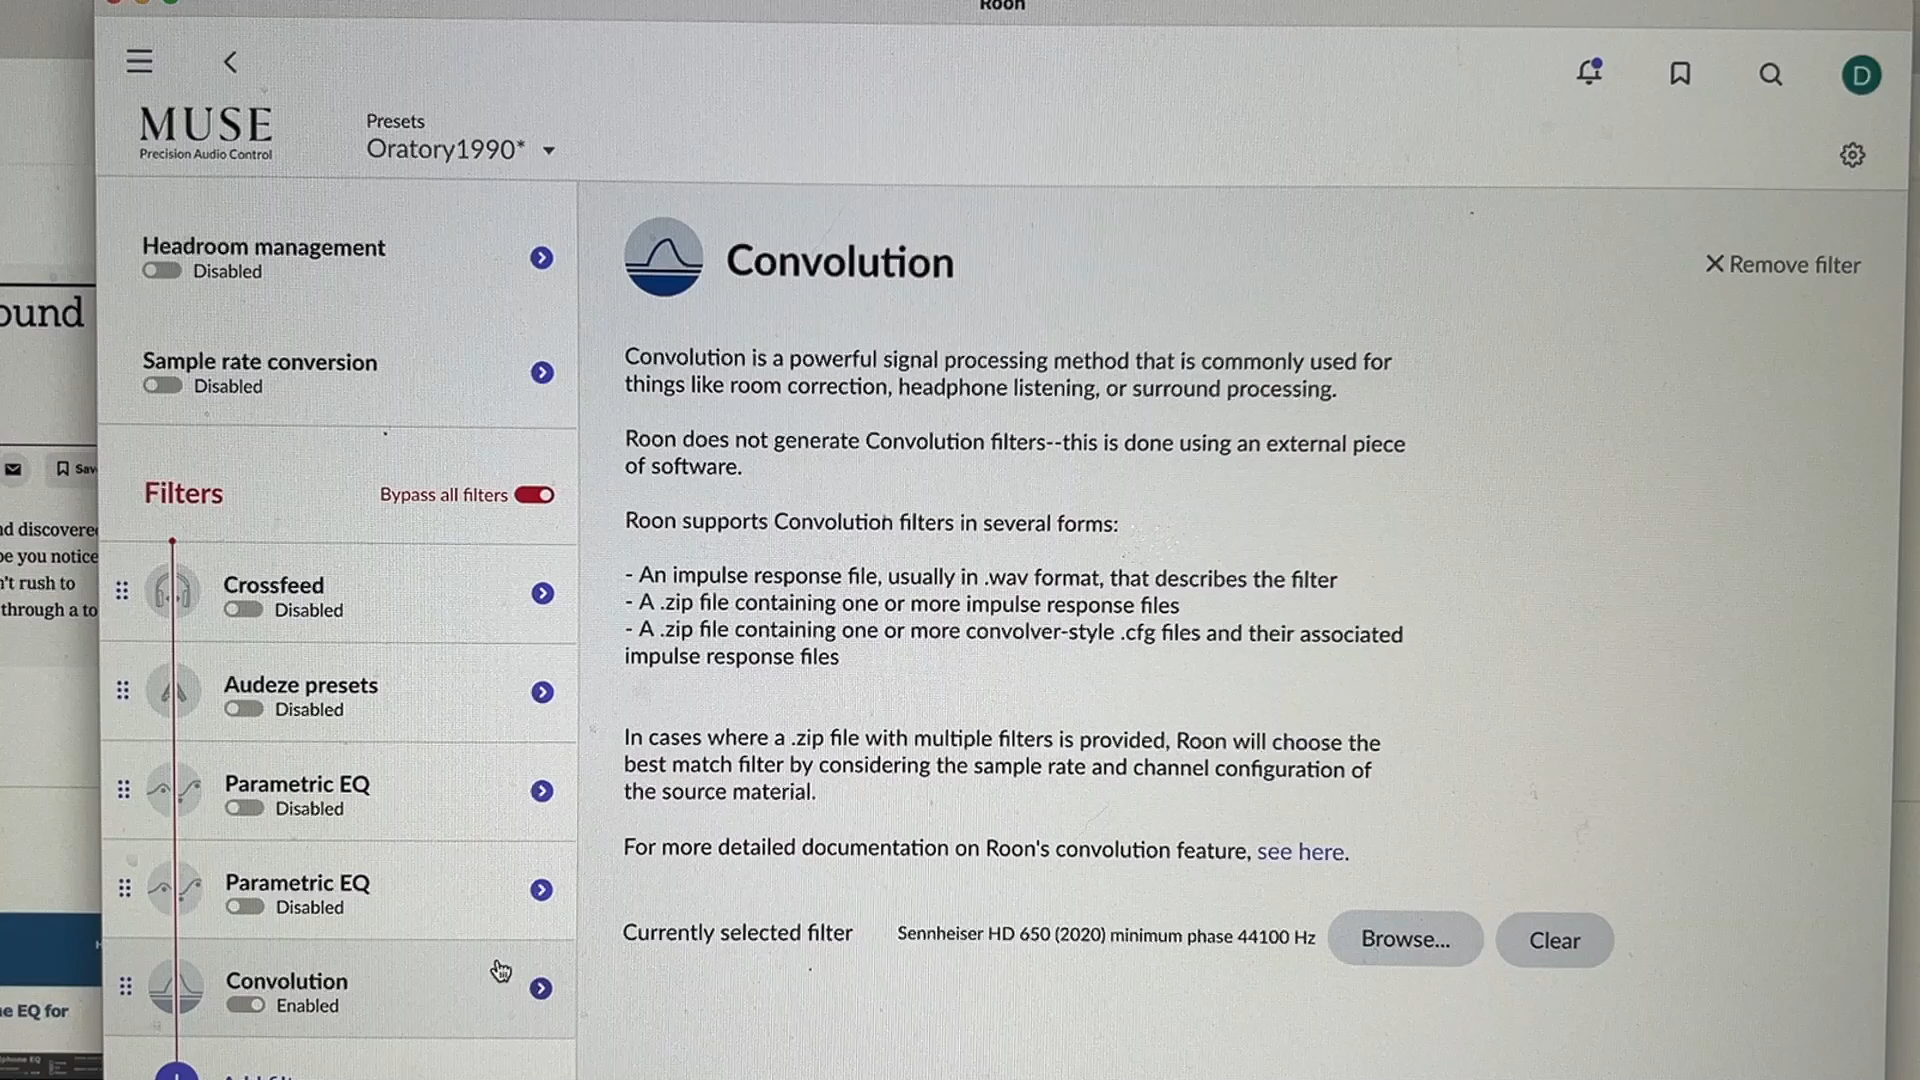 Roon
MUSE
Precision Audio Control
Presets
Oratory1990*
D
Headroom management
Disabled
Sample rate conversion
Disabled
Filters
Bypass all filters
Crossfeed
Disabled
Audeze presets
Disabled
Parametric EQ
Disabled
Parametric EQ
Disabled
Convolution
Enabled
Convolution
Remove filter
Convolution is a powerful signal processing method that is commonly used for
things like room correction, headphone listening, or surround processing.
Roon does not generate Convolution filters--this is done using an external piece
of software.
Roon supports Convolution filters in several forms:
- An impulse response file, usually in .wav format, that describes the filter
- A .zip file containing one or more impulse response files
- A .zip file containing one or more convolver-style .cfg files and their associated
impulse response files
In cases where a .zip file with multiple filters is provided, Roon will choose the
best match filter by considering the sample rate and channel configuration of
the source material.
For more detailed documentation on Roon's convolution feature, see here.
Currently selected filter
Sennheiser HD 650 (2020) minimum phase 44100 Hz
Browse...
Clear
ound
Sav
nd discovere
be you notice
n't rush to
through a to
e EQ for